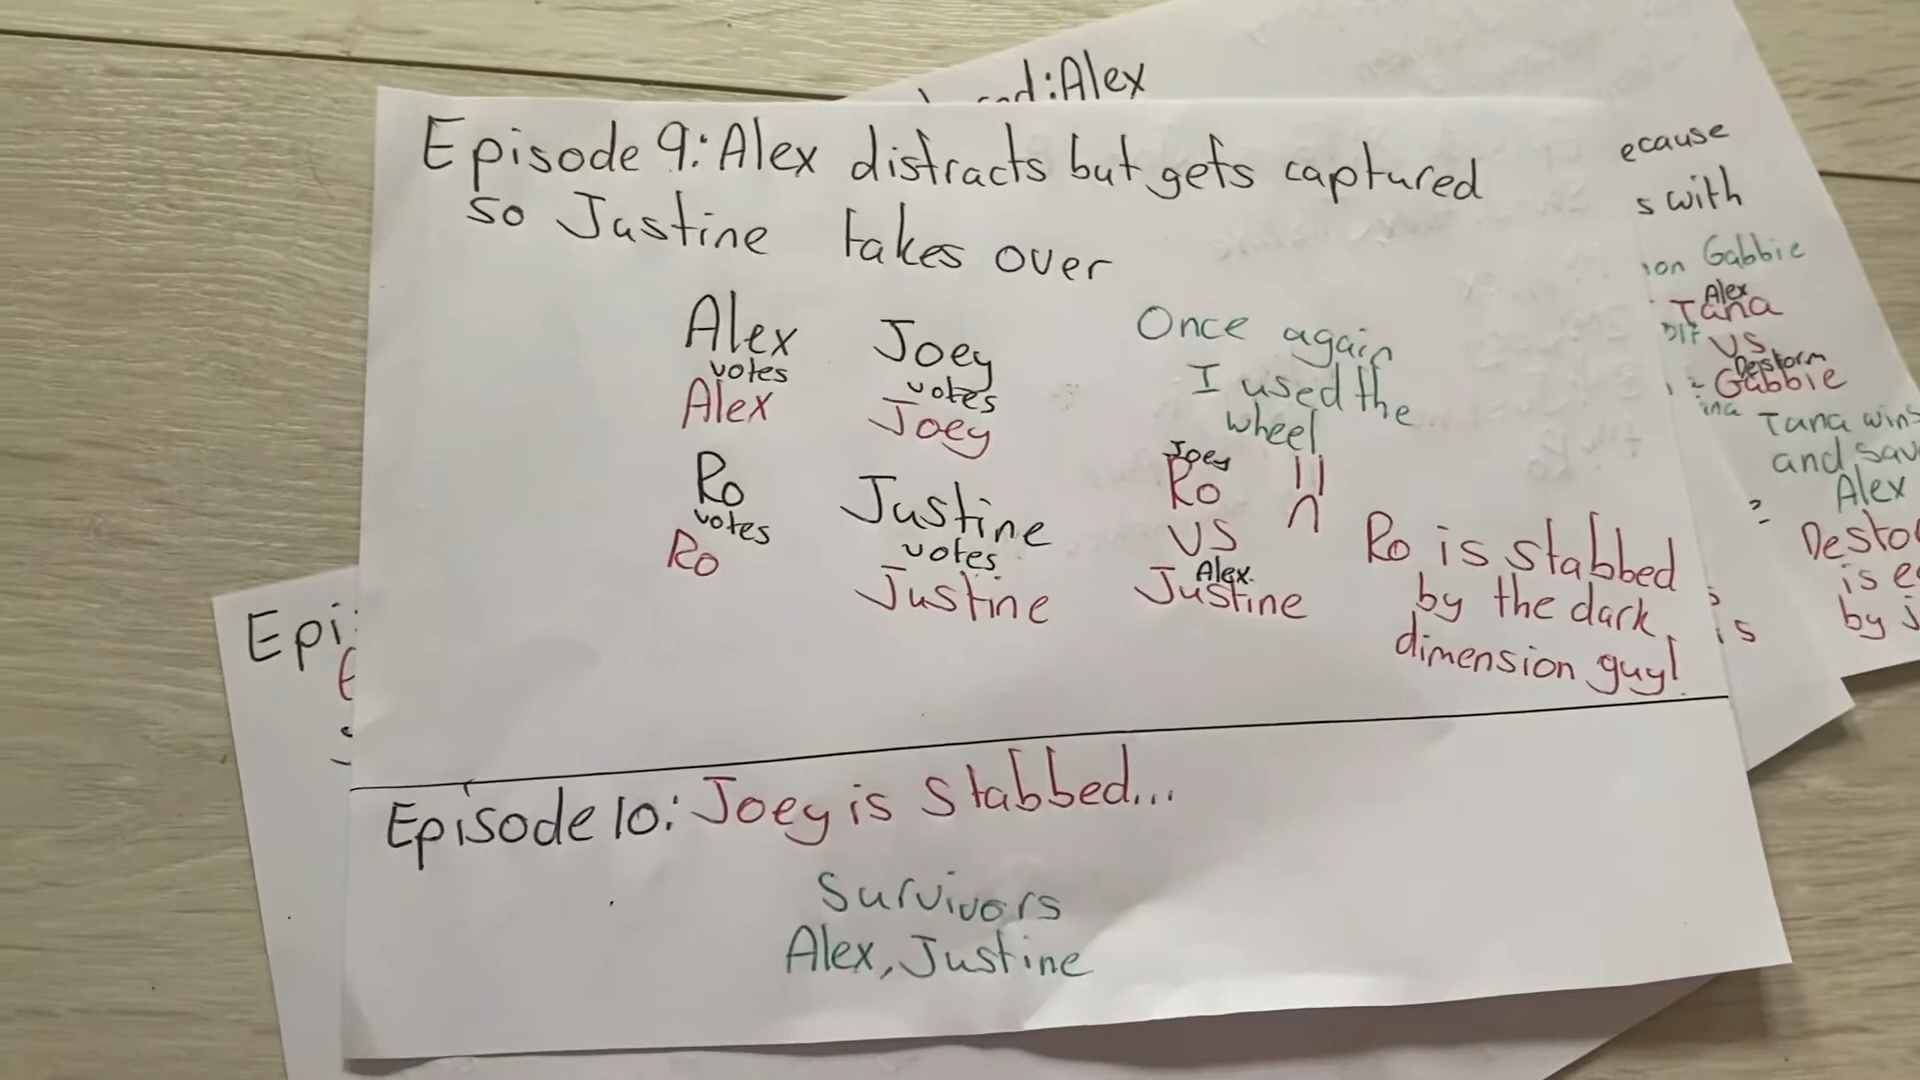 :Alex
Episode 9: Alex distracts but gets captured
so Justine takes over
Alex
votes
Alex
Joey
votes
Joey
Ro
votes
Ro
Justine
votes
Justine
Once again
I used the
wheel
Joey
Ro
VS
Alex
Justine
Ro is stabbed
by the dark
dimension guy!
Episode 10: Joey is stabbed...
Survivors
Alex, Justine
Epi
ecause
s with
ion Gabbie
Alex
Tana
VS
Destorm
Gabbie
Tana wins
and sav
Alex
Desto
is e
by j
is